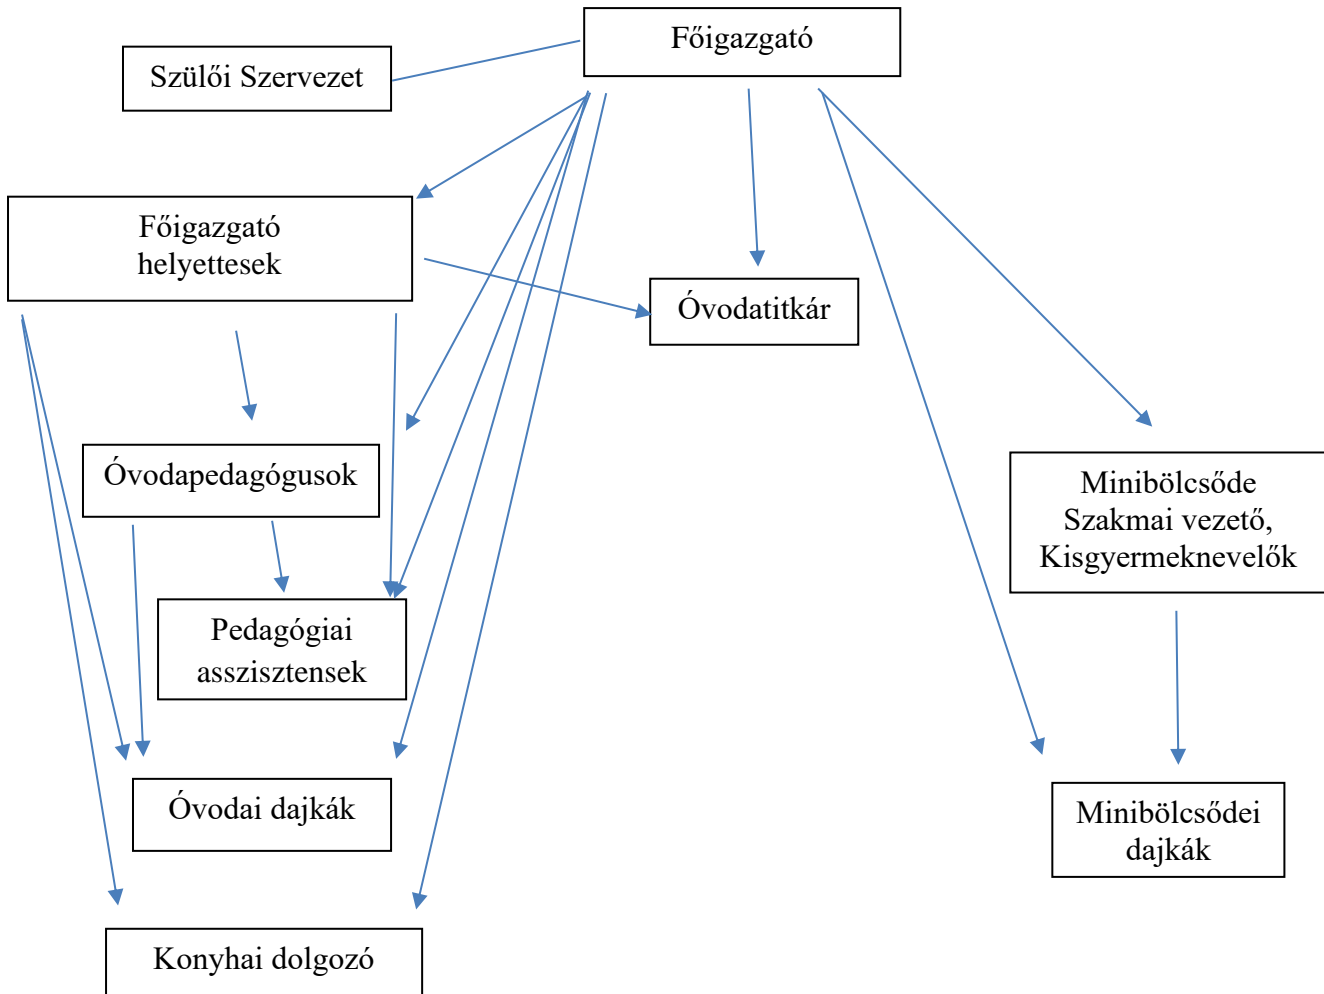 Főigazgató
Szülői Szervezet
Főigazgató
helyettesek
Óvodatitkár
Óvodapedagógusok
Minibölcsőde
Szakmai vezető,
Kisgyermeknevelők
Pedagógiai
asszisztensek
Óvodai dajkák
Minibölcsődei
dajkák
Konyhai dolgozó